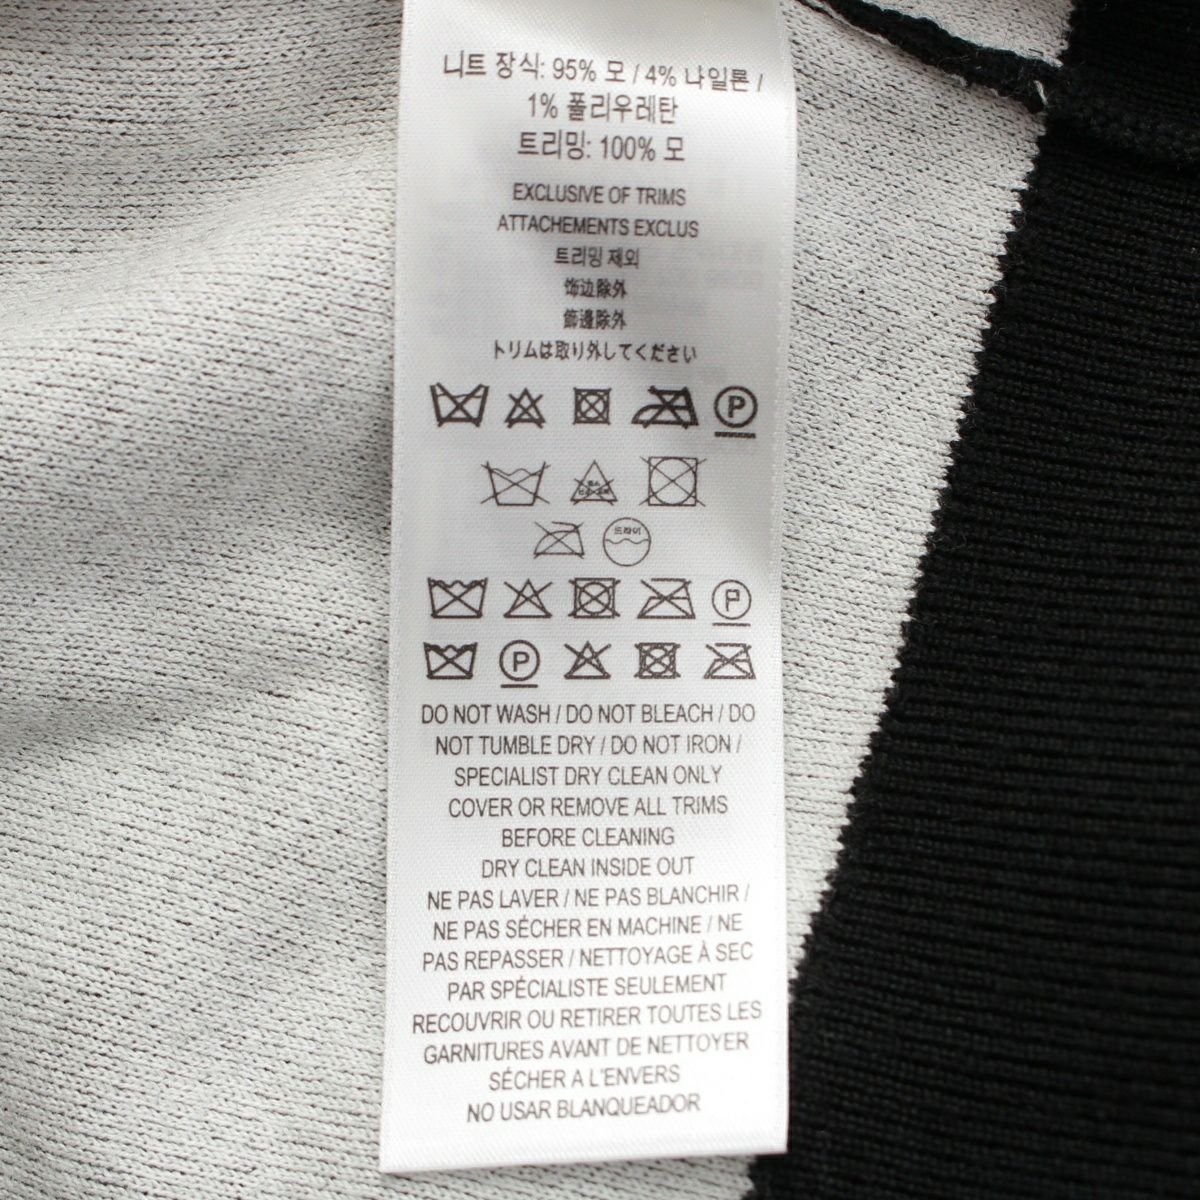 니트 장식: 95% 모 / 4% 나일론 /
1% 폴리우레탄
트리밍: 100% 모
EXCLUSIVE OF TRIMS
ATTACHEMENTS EXCLUS
트리밍 제외
饰边除外
飾邊除外
トリムは取り外してください
P
드라이
P
P
DO NOT WASH / DO NOT BLEACH / DO
NOT TUMBLE DRY / DO NOT IRON /
SPECIALIST DRY CLEAN ONLY
COVER OR REMOVE ALL TRIMS
BEFORE CLEANING
DRY CLEAN INSIDE OUT
NE PAS LAVER / NE PAS BLANCHIR /
NE PAS SÉCHER EN MACHINE / NE
PAS REPASSER / NETTOYAGE À SEC
PAR SPÉCIALISTE SEULEMENT
RECOUVRIR OU RETIRER TOUTES LES
GARNITURES AVANT DE NETTOYER
SÉCHER A L'ENVERS
NO USAR BLANQUEADOR